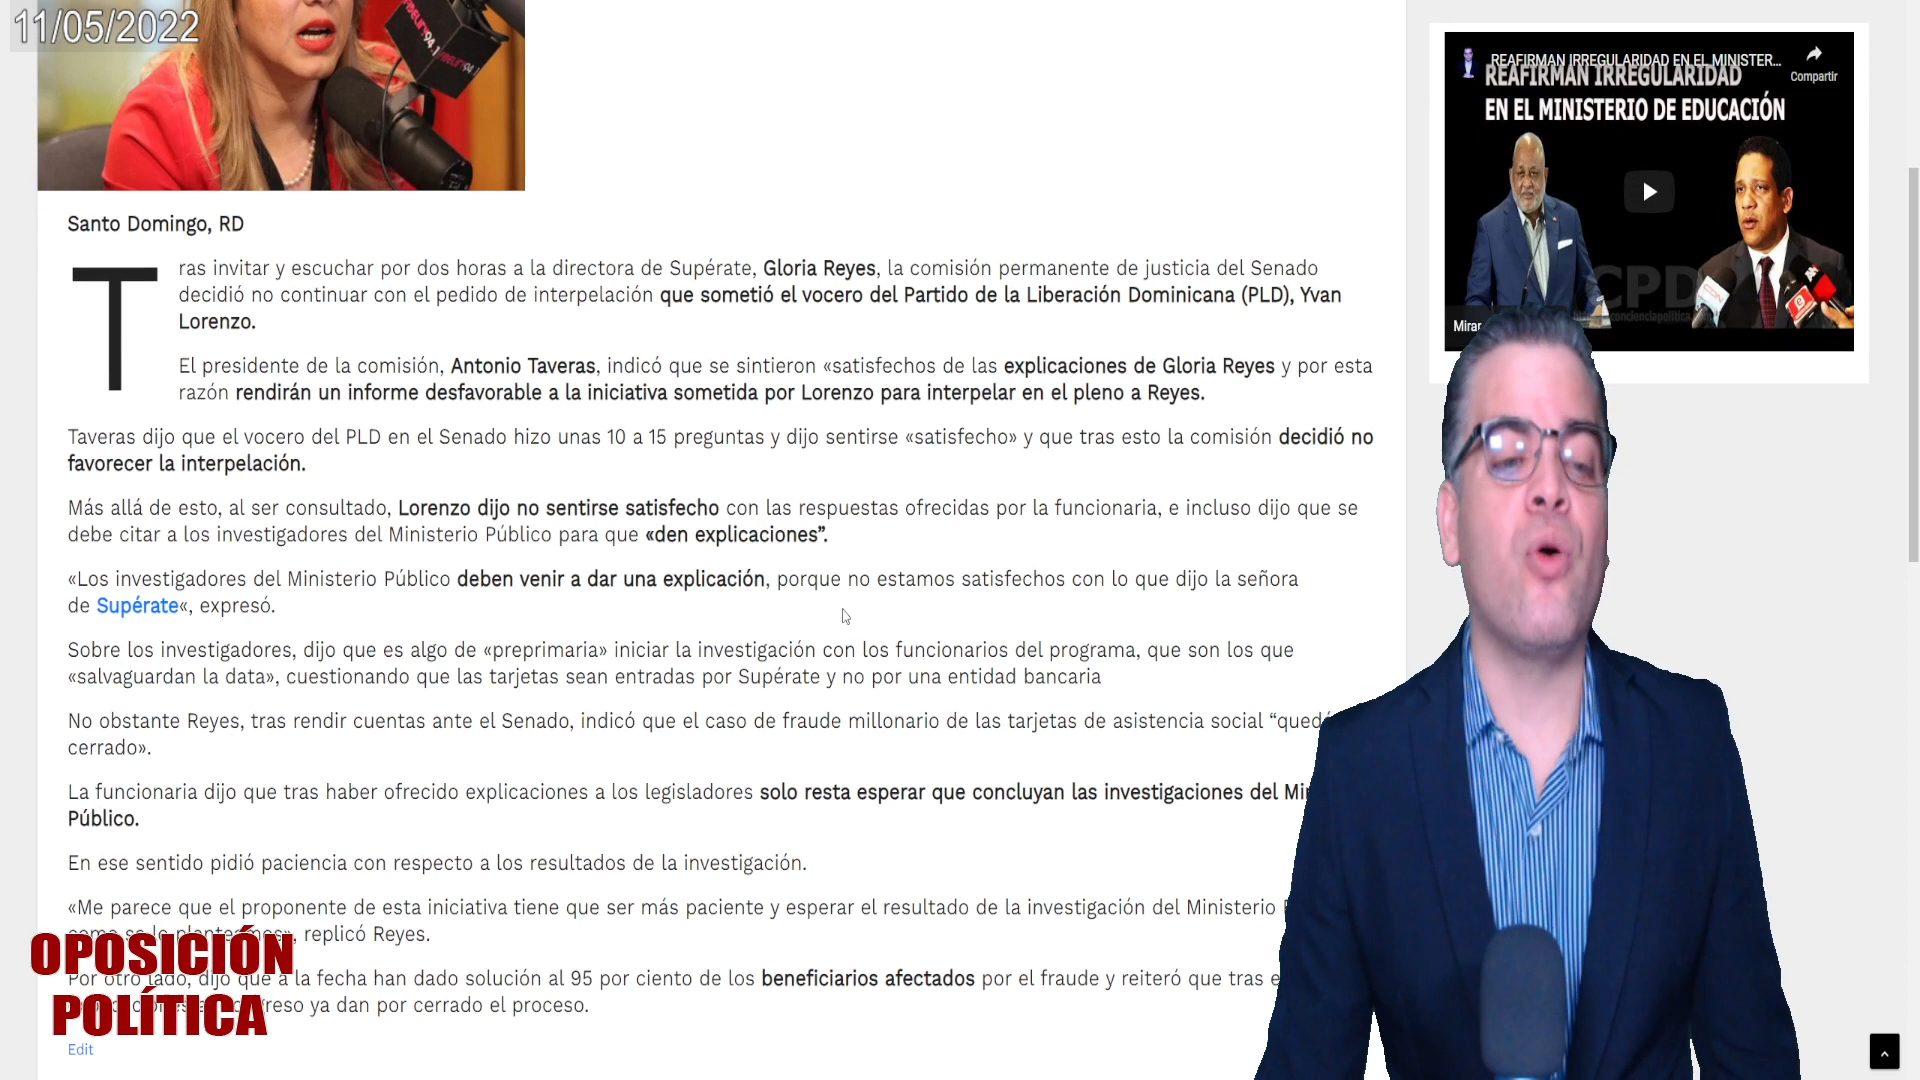 11/05/2022
Santo Domingo, RD
Tras invitar y escuchar por dos horas a la directora de Supérate, Gloria Reyes, la comisión permanente de justicia del Senado
decidió no continuar con el pedido de interpelación que sometió el vocero del Partido de la Liberación Dominicana (PLD), Yvan
Lorenzo.
El presidente de la comisión, Antonio Taveras, indicó que se sintieron «satisfechos de las explicaciones de Gloria Reyes y por esta
razón rendirán un informe desfavorable a la iniciativa sometida por Lorenzo para interpelar en el pleno a Reyes.
Taveras dijo que el vocero del PLD en el Senado hizo unas 10 a 15 preguntas y dijo sentirse «satisfecho» y que tras esto la comisión decidió no
favorecer la interpelación.
Más allá de esto, al ser consultado, Lorenzo dijo no sentirse satisfecho con las respuestas ofrecidas por la funcionaria, e incluso dijo que se
debe citar a los investigadores del Ministerio Público para que «den explicaciones”.
«Los investigadores del Ministerio Público deben venir a dar una explicación, porque no estamos satisfechos con lo que dijo la señora
de Supérate«, expresó.
Sobre los investigadores, dijo que es algo de «preprimaria» iniciar la investigación con los funcionarios del programa, que son los que
«salvaguardan la data», cuestionando que las tarjetas sean entradas por Supérate y no por una entidad bancaria
No obstante Reyes, tras rendir cuentas ante el Senado, indicó que el caso de fraude millonario de las tarjetas de asistencia social “quedó
cerrado».
La funcionaria dijo que tras haber ofrecido explicaciones a los legisladores solo resta esperar que concluyan las investigaciones del
Público.
En ese sentido pidió paciencia con respecto a los resultados de la investigación.
«Me parece que el proponente de esta iniciativa tiene que ser más paciente y esperar el resultado de la investigación del Ministerio
replicó Reyes.
Por otro lado, dijo que a la fecha han dado solución al 95 por ciento de los beneficiarios afectados por el fraude y reiteró que tras
ya dan por cerrado el proceso.
Edit
OPOSICIÓN
POLÍTICA
REAFIRMAN IRREGULARIDAD EN EL MINISTER...
Compartir
REAFIRMAN IRREGULARIDAD
EN EL MINISTERIO DE EDUCACIÓN
CPD